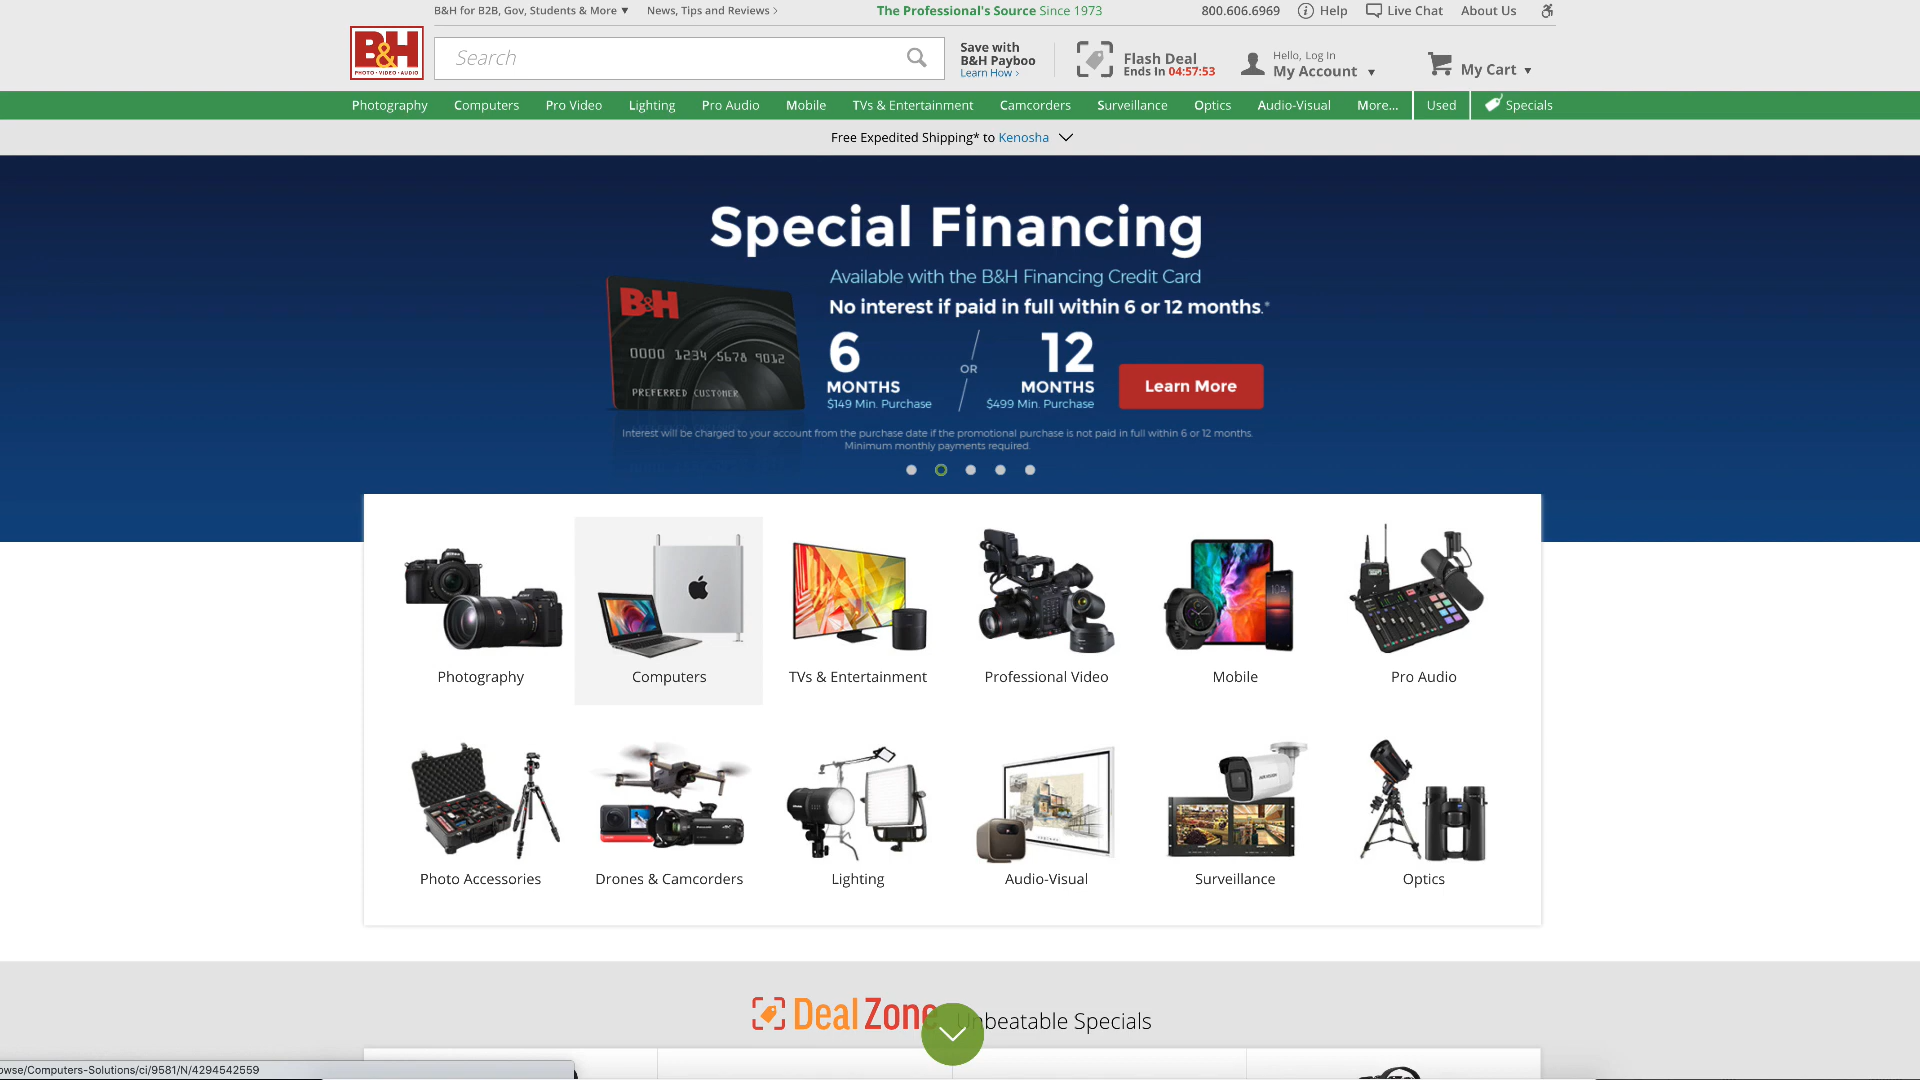 B&H for B2B, Gov, Students & More ▼
News, Tips and Reviews >
The Professional's Source Since 1973
800.606.6969
Help
Live Chat
About Us
B&H
PHOTO • VIDEO • AUDIO
Search
Save with
B&H Payboo
Learn How ›
Flash Deal
Ends In 04:57:53
Hello, Log In
My Account ▼
My Cart ▼
Photography
Computers
Pro Video
Lighting
Pro Audio
Mobile
TVs & Entertainment
Camcorders
Surveillance
Optics
Audio-Visual
More...
Used
Specials
Free Expedited Shipping* to Kenosha
Special Financing
Available with the B&H Financing Credit Card
No interest if paid in full within 6 or 12 months.*
B&H
0000 1234 5678 9012
PREFERRED CUSTOMER
6
MONTHS
$149 Min. Purchase
OR
12
MONTHS
$499 Min. Purchase
Learn More
Interest will be charged to your account from the purchase date if the promotional purchase is not paid in full within 6 or 12 months.
Minimum monthly payments required.
Photography
Computers
TVs & Entertainment
Professional Video
Mobile
Pro Audio
Photo Accessories
Drones & Camcorders
Lighting
Audio-Visual
Surveillance
Optics
Deal Zone
Unbeatable Specials
owse/Computers-Solutions/ci/9581/N/4294542559